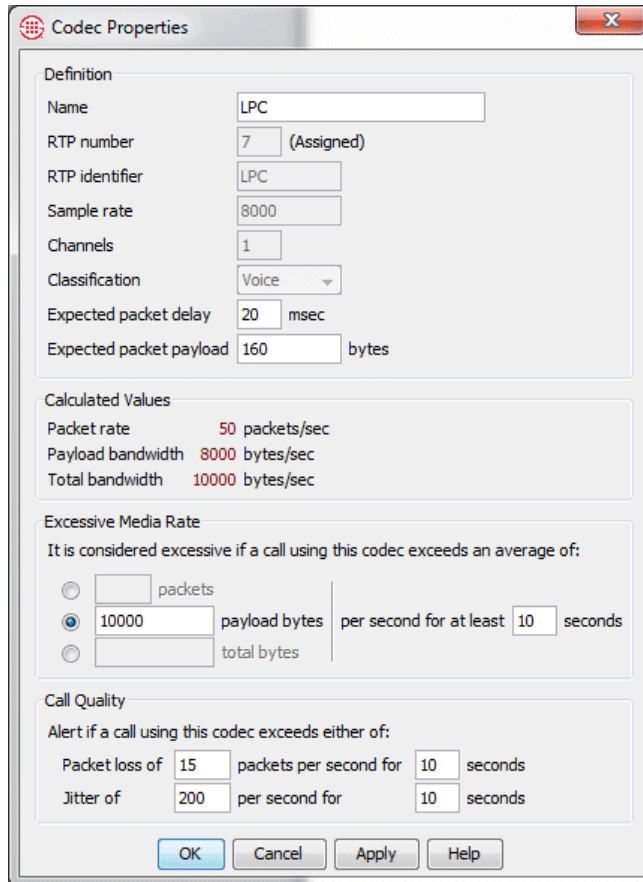 Codec Properties
Definition
Name LPC
RTP number 7 (Assigned)
RTP identifier LPC
Sample rate 8000
Channels 1
Classification Voice
Expected packet delay 20 msec
Expected packet payload 160 bytes
Calculated Values
Packet rate 50 packets/sec
Payload bandwidth 8000 bytes/sec
Total bandwidth 10000 bytes/sec
Excessive Media Rate
It is considered excessive if a call using this codec exceeds an average of:
packets
10000 payload bytes per second for at least 10 seconds
total bytes
Call Quality
Alert if a call using this codec exceeds either of:
Packet loss of 15 packets per second for 10 seconds
Jitter of 200 per second for 10 seconds
OK Cancel Apply Help